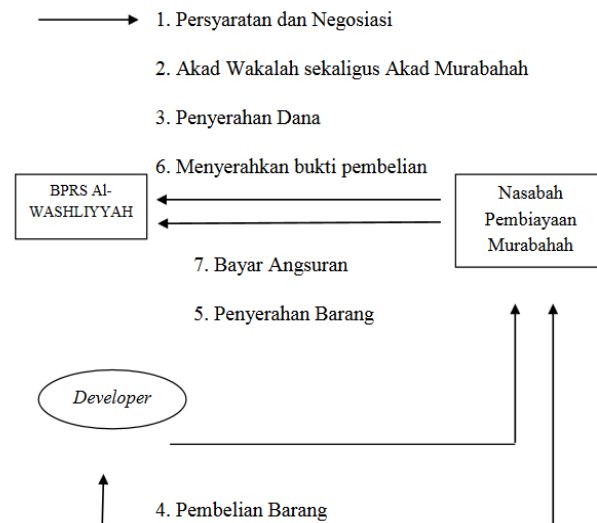 1. Persyaratan dan Negosiasi
2. Akad Wakalah sekaligus Akad Murabahah
3. Penyerahan Dana
6. Menyerahkan bukti pembelian
BPRS Al-
WASHLIYYAH
Nasabah
Pembiayaan
Murabahah
7. Bayar Angsuran
5. Penyerahan Barang
Developer
4. Pembelian Barang